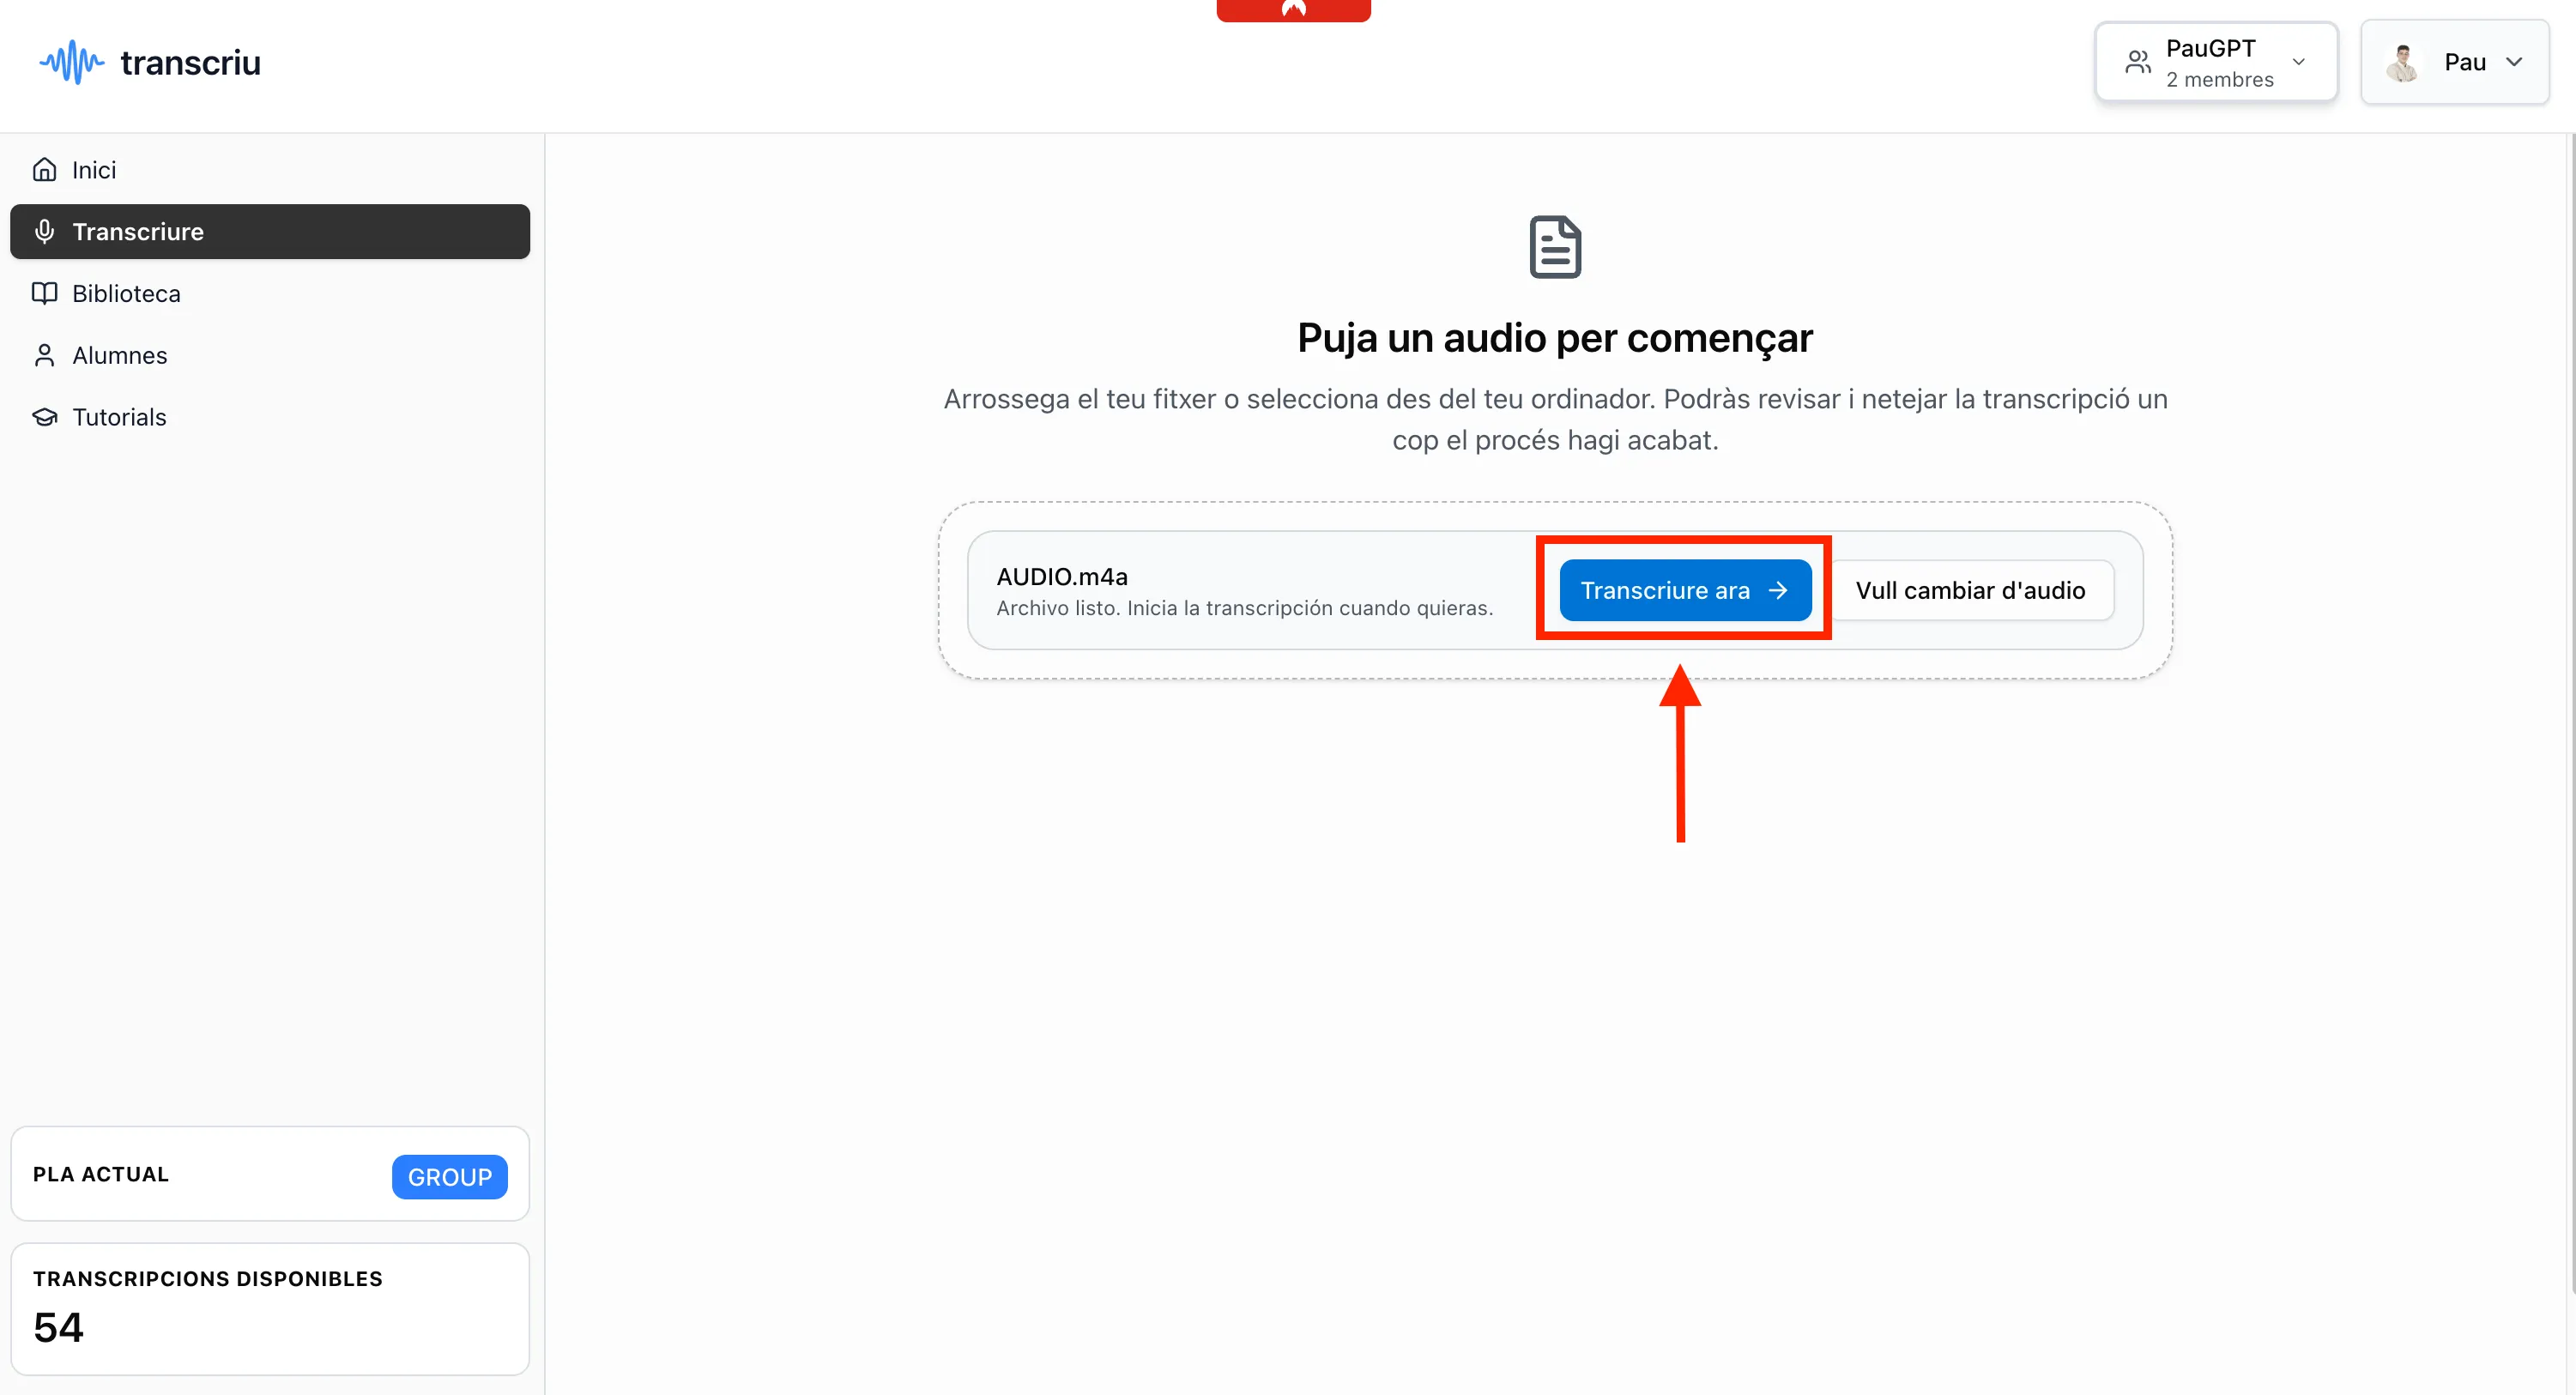 transcriu
PauGPT
2 membres
Pau
Inici
Transcriure
Biblioteca
Alumnes
Tutorials
Puja un audio per començar
Arrossega el teu fitxer o selecciona des del teu ordinador. Podràs revisar i netejar la transcripció un
cop el procés hagi acabat.
AUDIO.m4a
Archivo listo. Inicia la transcripción cuando quieras.
Transcriure ara
Vull cambiar d'audio
PLA ACTUAL
GROUP
TRANSCRIPCIONS DISPONIBLES
54